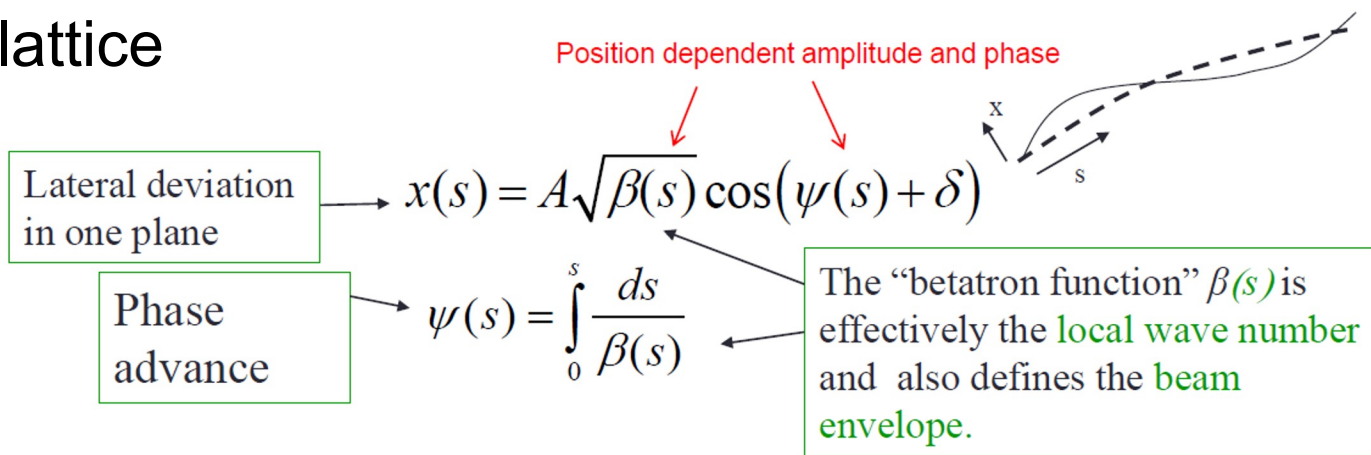 lattice
Position dependent amplitude and phase
x
s
Lateral deviation
in one plane
x(s) = A√β(s) cos(ψ(s) + δ)
Phase
advance
ψ(s) = ∫₀ˢ ds/β(s)
The “betatron function” β(s) is
effectively the local wave number
and also defines the beam
envelope.